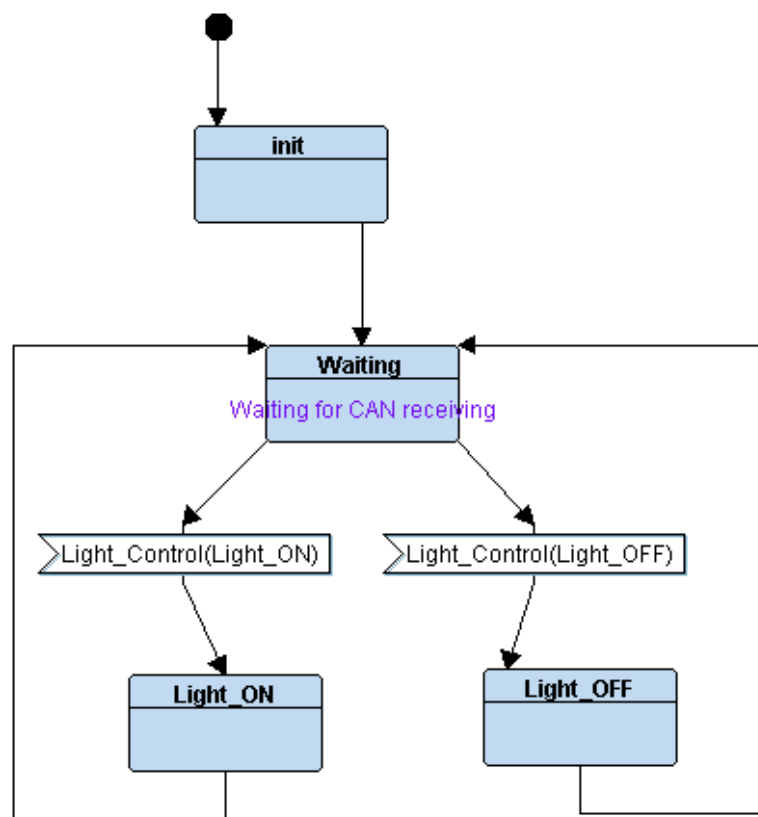 init
Waiting
Waiting for CAN receiving
Light_Control(Light_ON)
Light_Control(Light_OFF)
Light_ON
Light_OFF